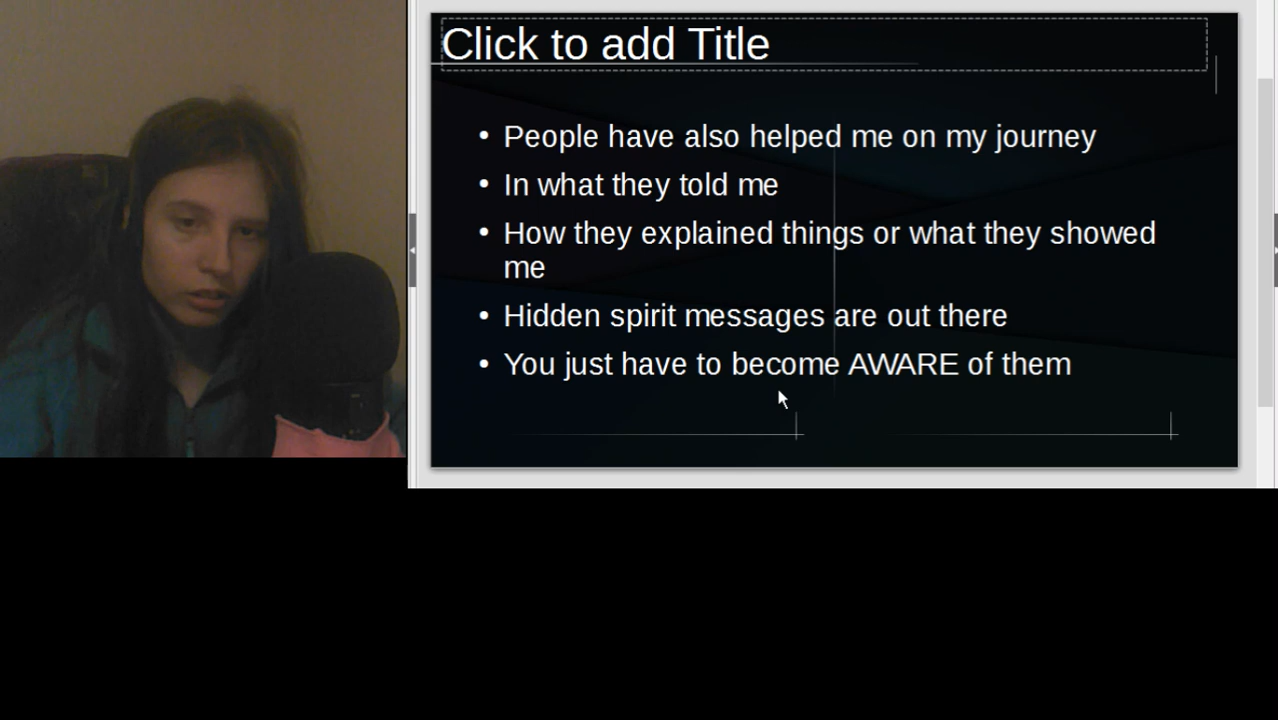 Click to add Title
• People have also helped me on my journey
• In what they told me
• How they explained things or what they showed
me
• Hidden spirit messages are out there
• You just have to become AWARE of them